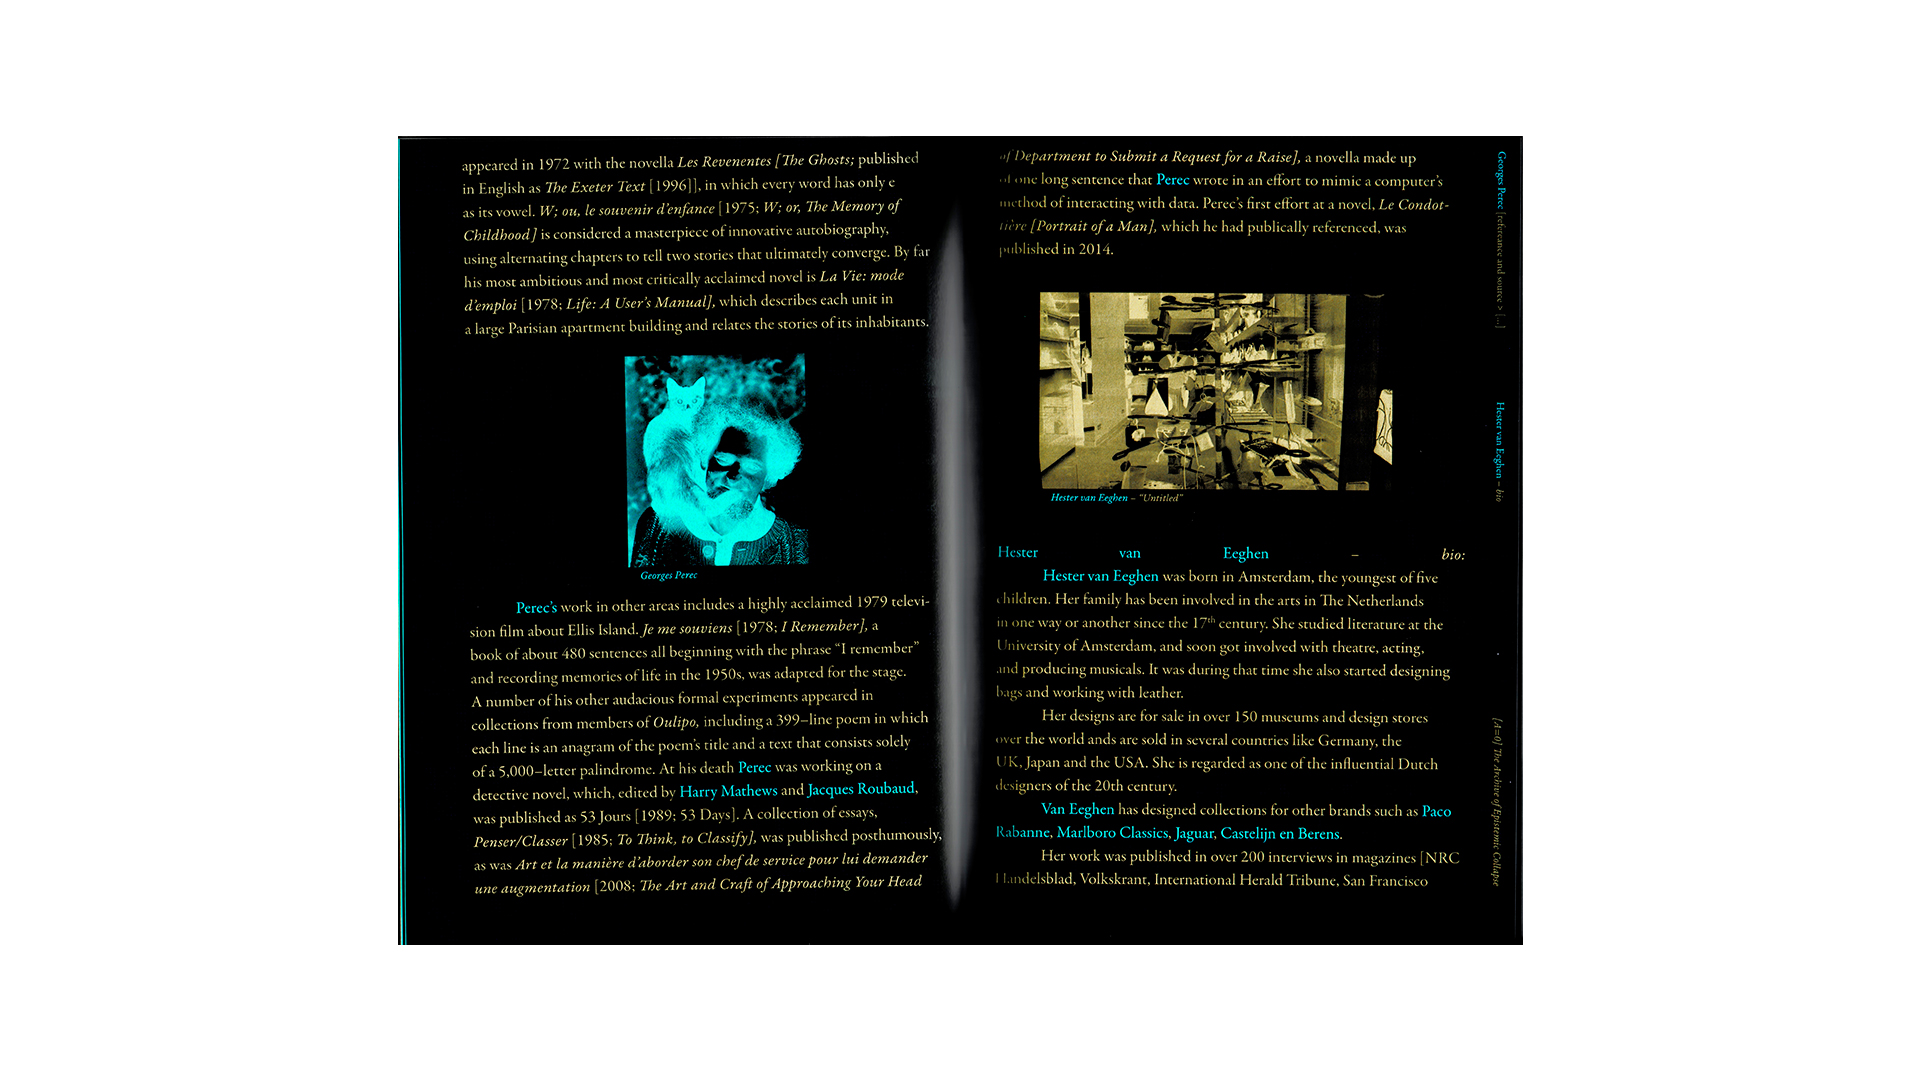 appeared in 1972 with the novella Les Revenentes [The Ghosts; published
in English as The Exeter Text [1996]], in which every word has only e
as its vowel. W; ou, le souvenir d'enfance [1975; W; or, The Memory of
Childhood] is considered a masterpiece of innovative autobiography,
using alternating chapters to tell two stories that ultimately converge. By far
his most ambitious and most critically acclaimed novel is La Vie: mode
d'emploi [1978; Life: A User's Manual], which describes each unit in
a large Parisian apartment building and relates the stories of its inhabitants.
Georges Perec
Perec's work in other areas includes a highly acclaimed 1979 televi-
sion film about Ellis Island. Je me souviens [1978; I Remember], a
book of about 480 sentences all beginning with the phrase “I remember”
and recording memories of life in the 1950s, was adapted for the stage.
A number of his other audacious formal experiments appeared in
collections from members of Oulipo, including a 399–line poem in which
each line is an anagram of the poem's title and a text that consists solely
of a 5,000–letter palindrome. At his death Perec was working on a
detective novel, which, edited by Harry Mathews and Jacques Roubaud,
was published as 53 Jours [1989; 53 Days]. A collection of essays,
Penser/Classer [1985; To Think, to Classify], was published posthumously,
as was Art et la manière d'aborder son chef de service pour lui demander
une augmentation [2008; The Art and Craft of Approaching Your Head
of Department to Submit a Request for a Raise], a novella made up
of one long sentence that Perec wrote in an effort to mimic a computer's
method of interacting with data. Perec's first effort at a novel, Le Condot-
tière [Portrait of a Man], which he had publically referenced, was
published in 2014.
Hester van Eeghen – “Untitled”
Hester van Eeghen – bio:
Hester van Eeghen was born in Amsterdam, the youngest of five
children. Her family has been involved in the arts in The Netherlands
in one way or another since the 17th century. She studied literature at the
University of Amsterdam, and soon got involved with theatre, acting,
and producing musicals. It was during that time she also started designing
bags and working with leather.
Her designs are for sale in over 150 museums and design stores
over the world ands are sold in several countries like Germany, the
UK, Japan and the USA. She is regarded as one of the influential Dutch
designers of the 20th century.
Van Eeghen has designed collections for other brands such as Paco
Rabanne, Marlboro Classics, Jaguar, Castelijn en Berens.
Her work was published in over 200 interviews in magazines [NRC
Handelsblad, Volkskrant, International Herald Tribune, San Francisco
Georges Perec [refereance and source > [...]
Hester van Eeghen – bio
[A=0] The Archive of Epistemic Collapse